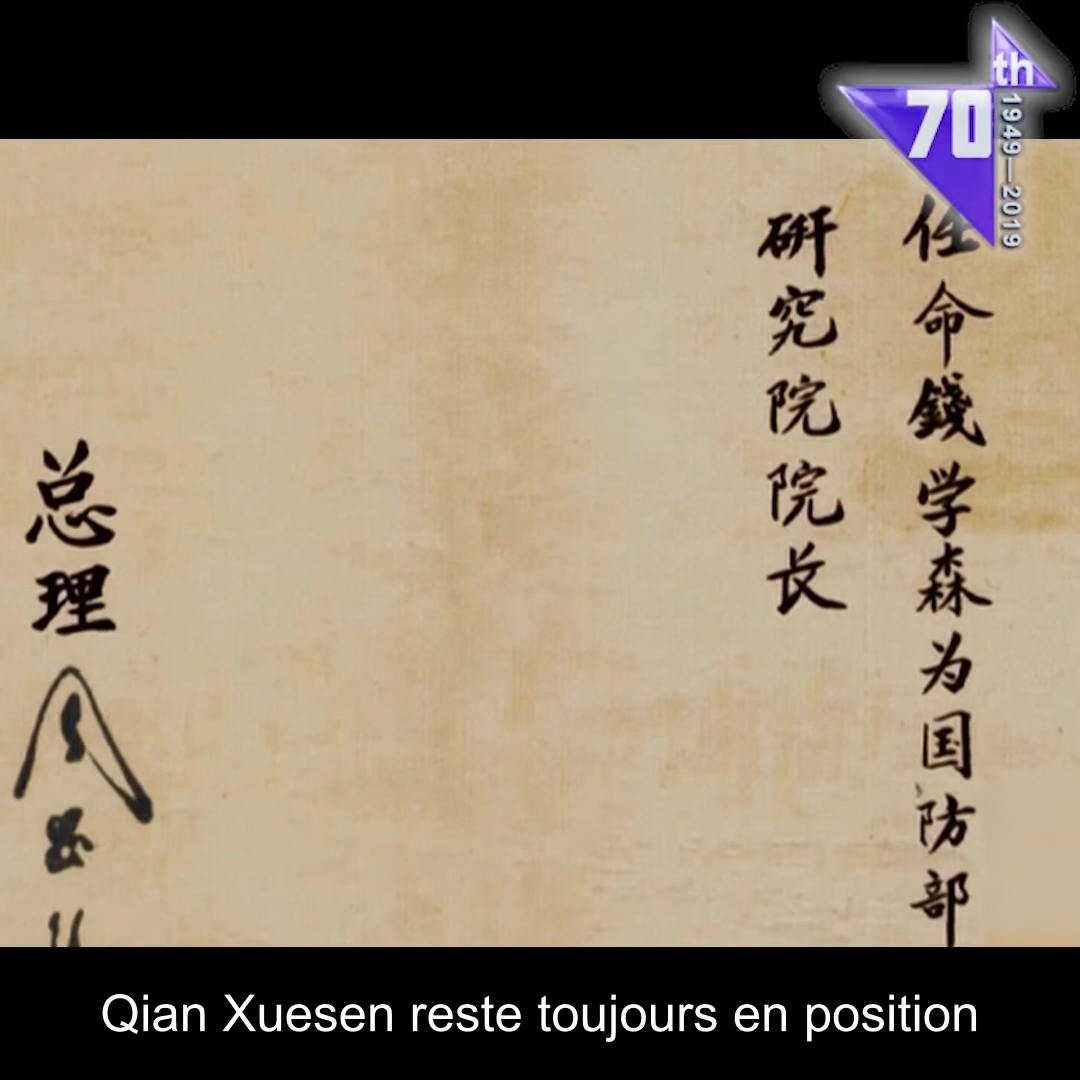 70th
1949—2019
任命錢学森为国防部
研究院院长
总理
Qian Xuesen reste toujours en position